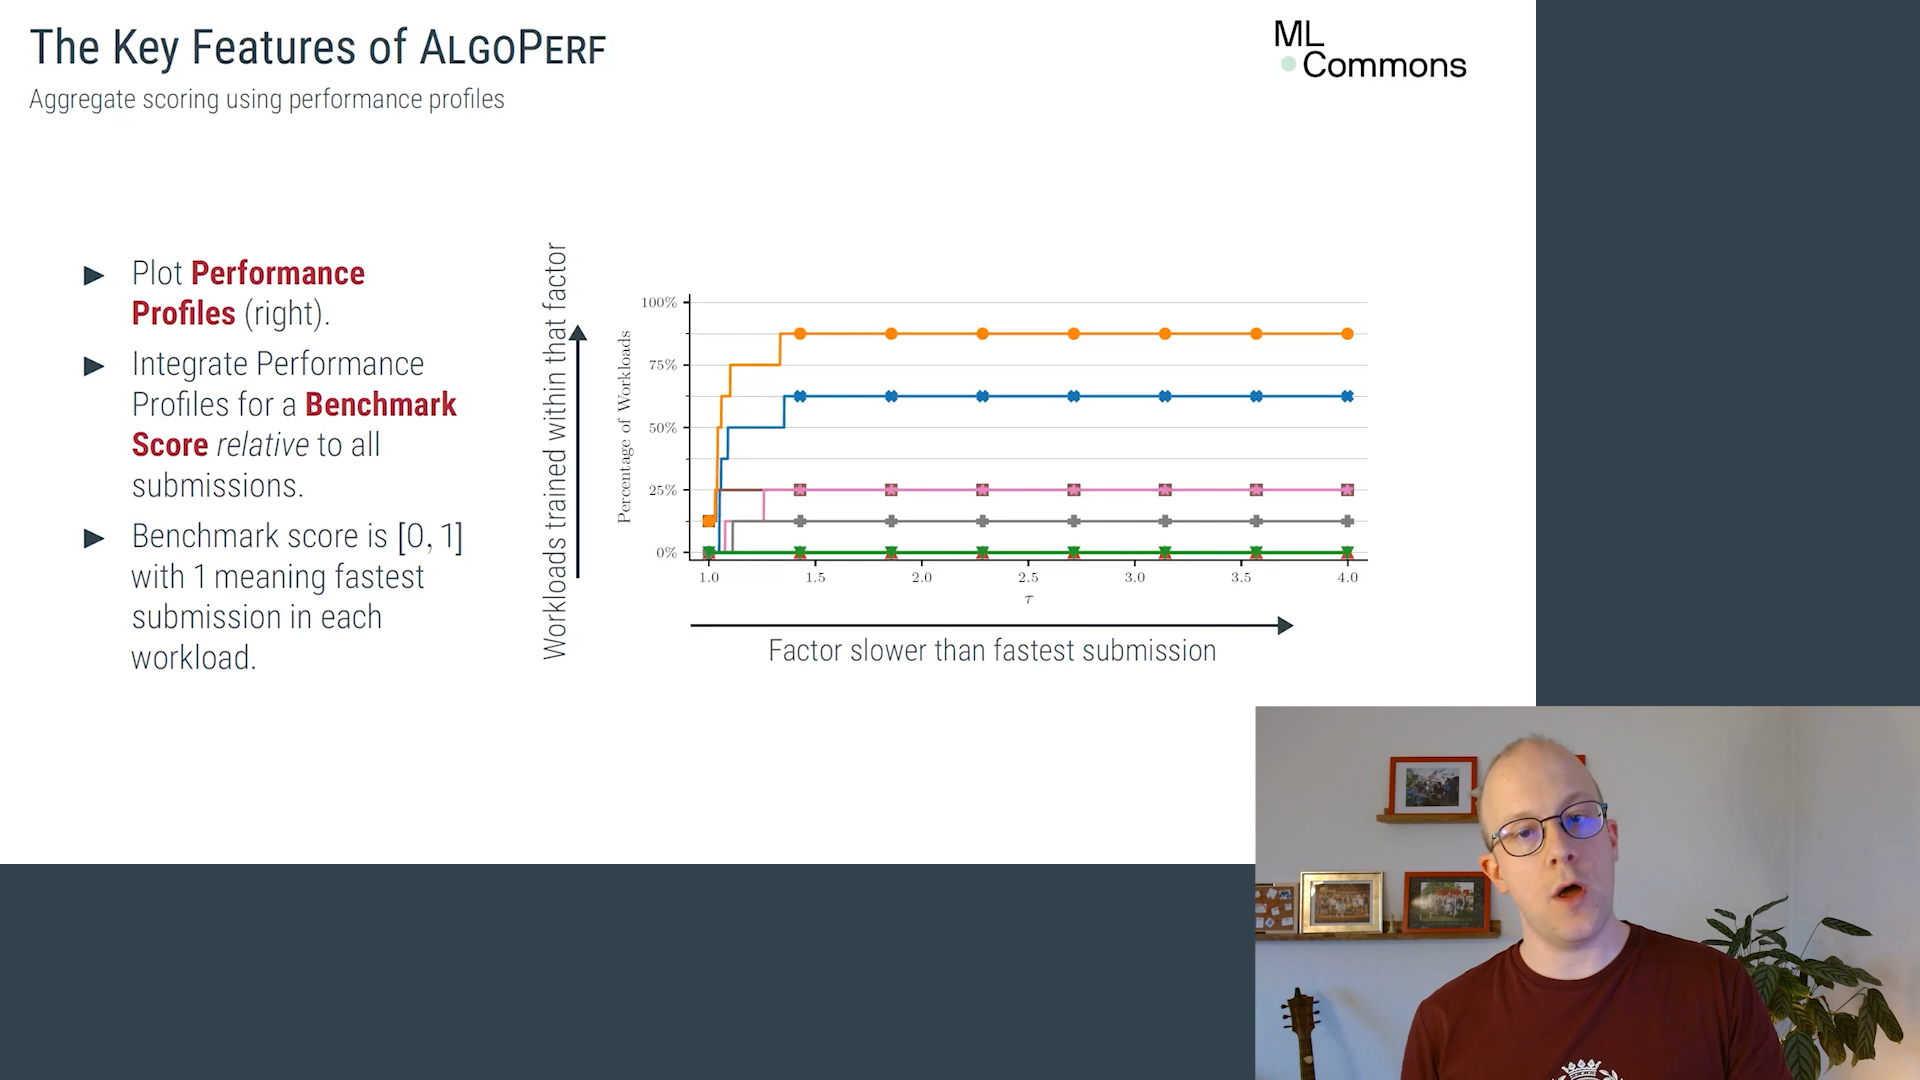 The Key Features of ALGOPERF
Aggregate scoring using performance profiles
ML
Commons
► Plot Performance
Profiles (right).
► Integrate Performance
Profiles for a Benchmark
Score relative to all
submissions.
► Benchmark score is [0, 1]
with 1 meaning fastest
submission in each
workload.
Workloads trained within that factor
Percentage of Workloads
100%
75%
50%
25%
0%
1.0 1.5 2.0 2.5 3.0 3.5 4.0
τ
Factor slower than fastest submission